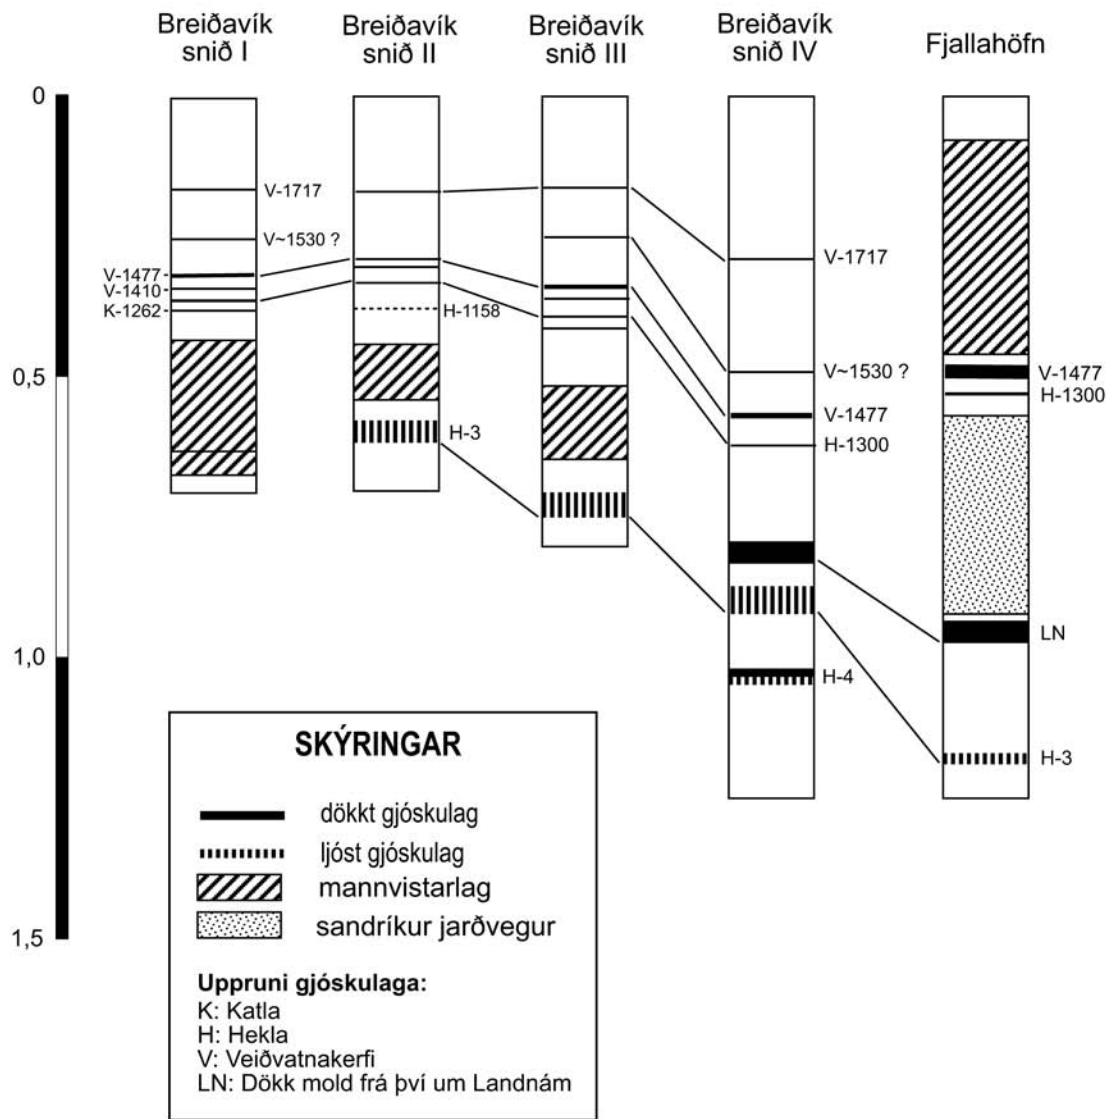 Breiðavík
snið I
Breiðavík
snið II
Breiðavík
snið III
Breiðavík
snið IV
Fjallahöfn
0
0,5
1,0
1,5
V-1717
V~1530 ?
V-1477
V-1410
K-1262
H-1158
H-3
V-1717
V~1530 ?
V-1477
H-1300
H-4
V-1477
H-1300
LN
H-3
SKÝRINGAR
dökkt gjóskulag
ljóst gjóskulag
mannvistarlag
sandríkur jarðvegur
Uppruni gjóskulaga:
K: Katla
H: Hekla
V: Veiðvatnakerfi
LN: Dökk mold frá því um Landnám